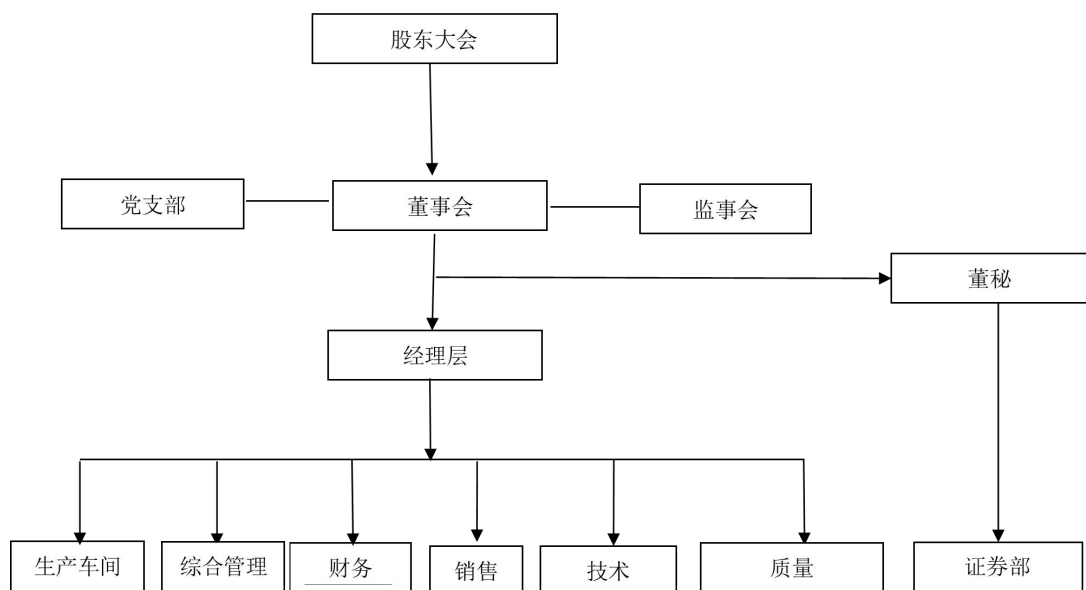 股东大会
党支部
董事会
监事会
董秘
经理层
生产车间
综合管理
财务
销售
技术
质量
证券部